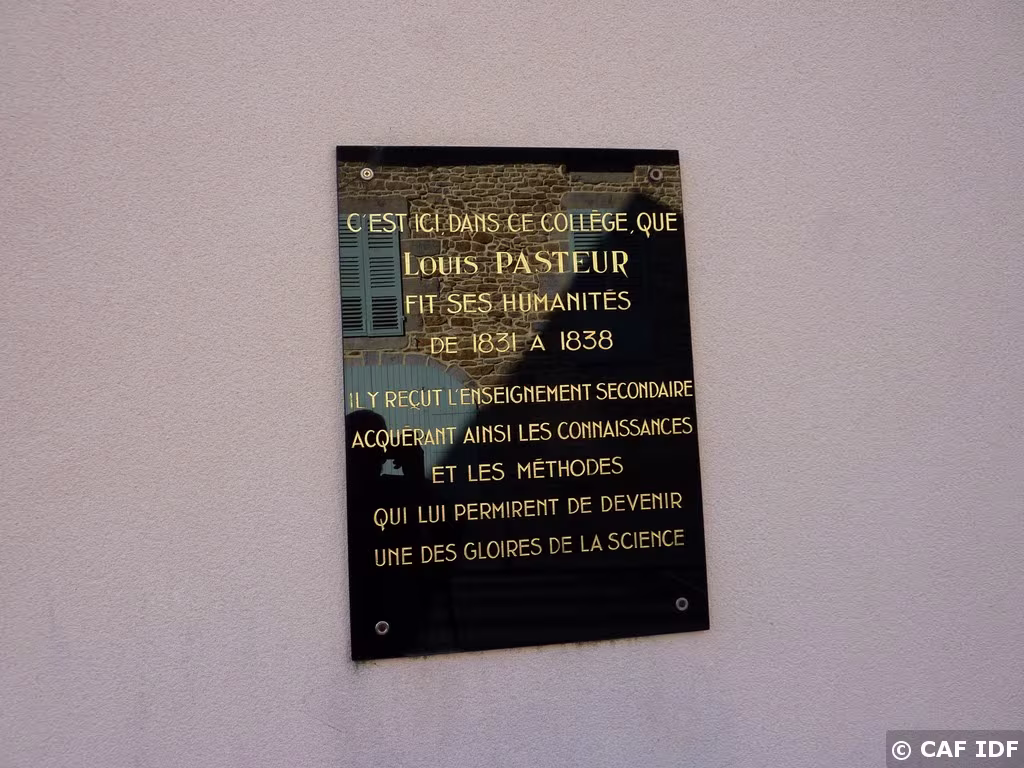 C'EST ICI, DANS CE COLLÈGE, QUE
LOUIS PASTEUR
FIT SES HUMANITÉS
DE 1831 A 1838
IL Y REÇUT L'ENSEIGNEMENT SECONDAIRE
ACQUÉRANT AINSI LES CONNAISSANCES
ET LES MÉTHODES
QUI LUI PERMIRENT DE DEVENIR
UNE DES GLOIRES DE LA SCIENCE
© CAF IDF